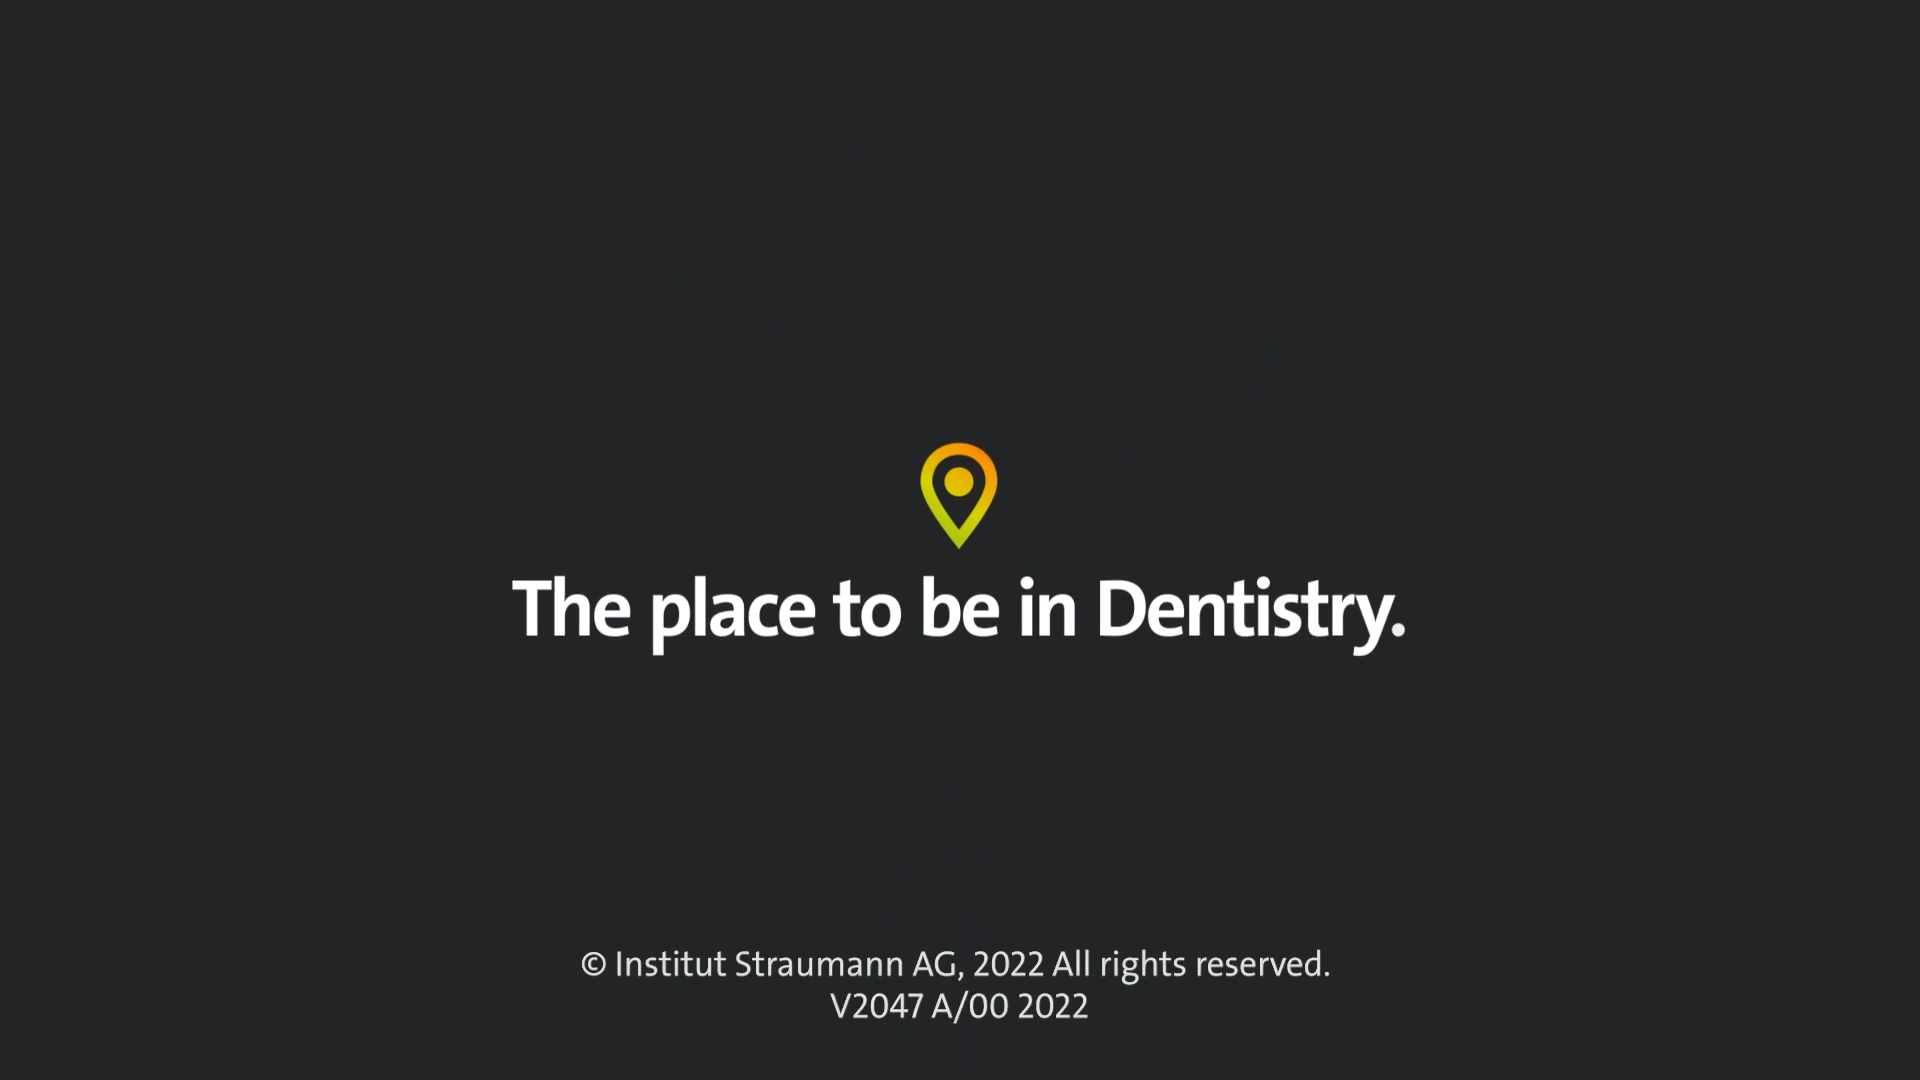 The place to be in Dentistry.
© Institut Straumann AG, 2022 All rights reserved.
V2047 A/00 2022